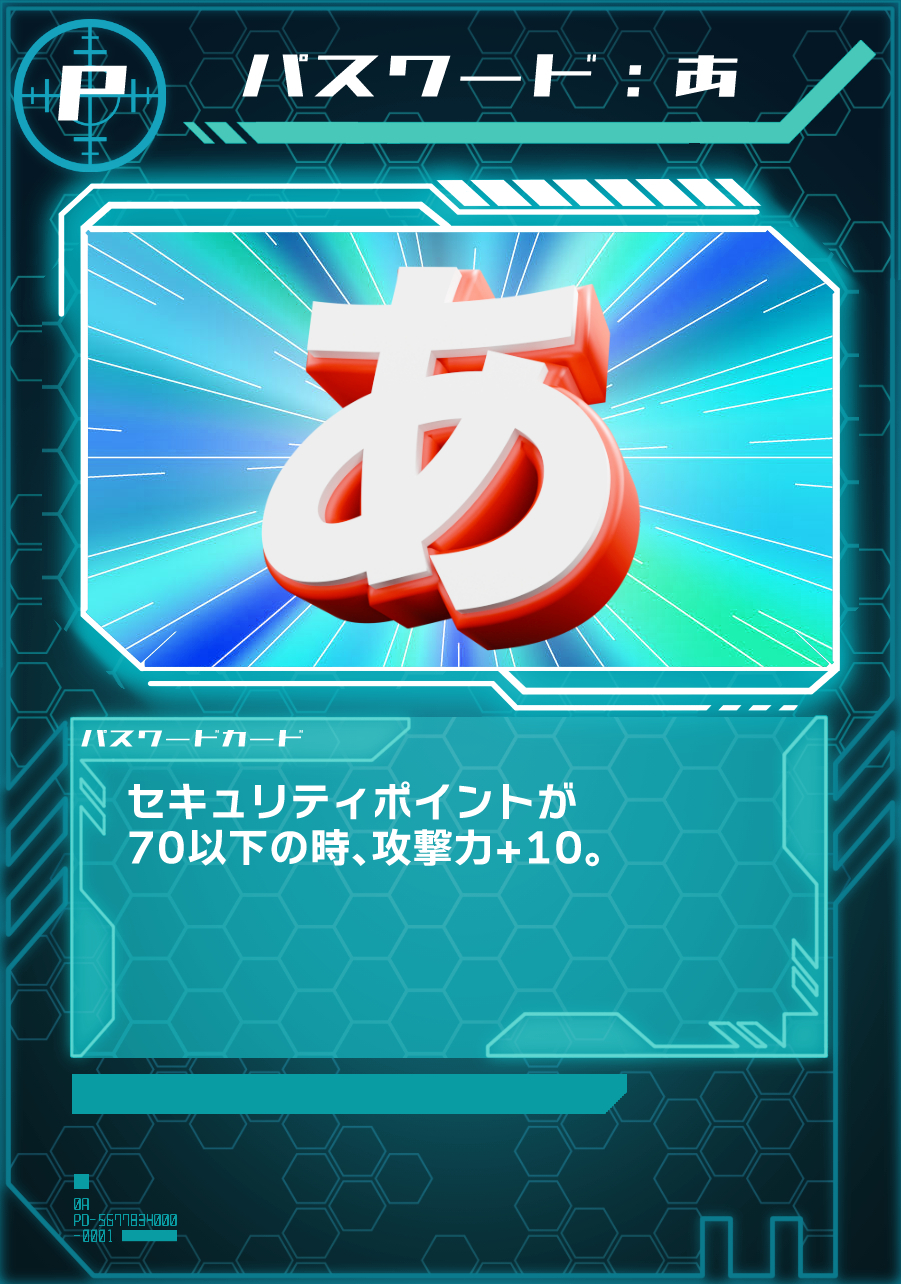 P
パスワード：あ
あ
パスワードカード
セキュリティポイントが
70以下の時、攻撃力+10。
0A
PD-5677834000
-0001